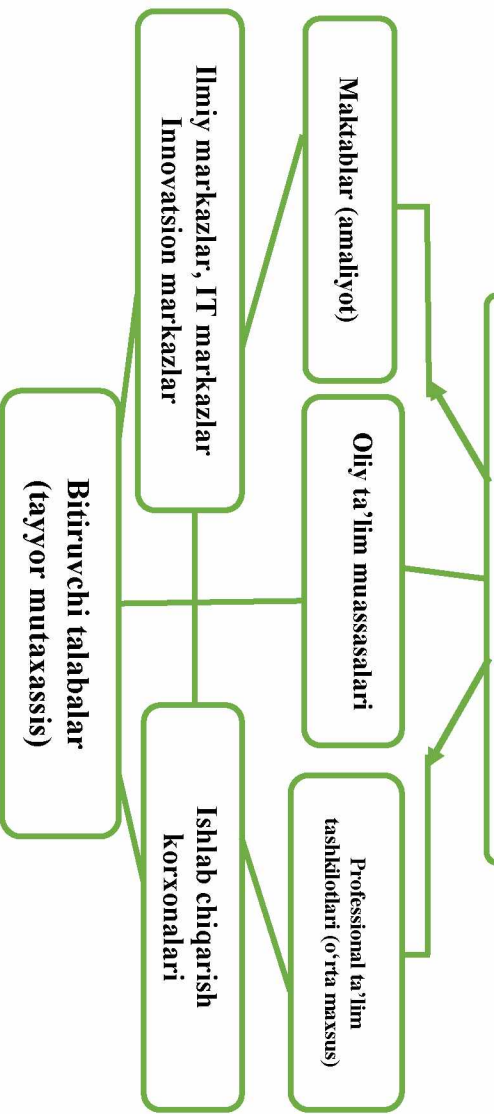 Maktablar (amaliyot)
Oliy ta’lim muassasalari
Professional ta’lim
tashkilotlari (o‘rta maxsus)
Ilmiy markazlar, IT markazlar
Innovatsion markazlar
Ishlab chiqarish
korxonalari
Bitiruvchi talabalar
(tayyor mutaxassis)